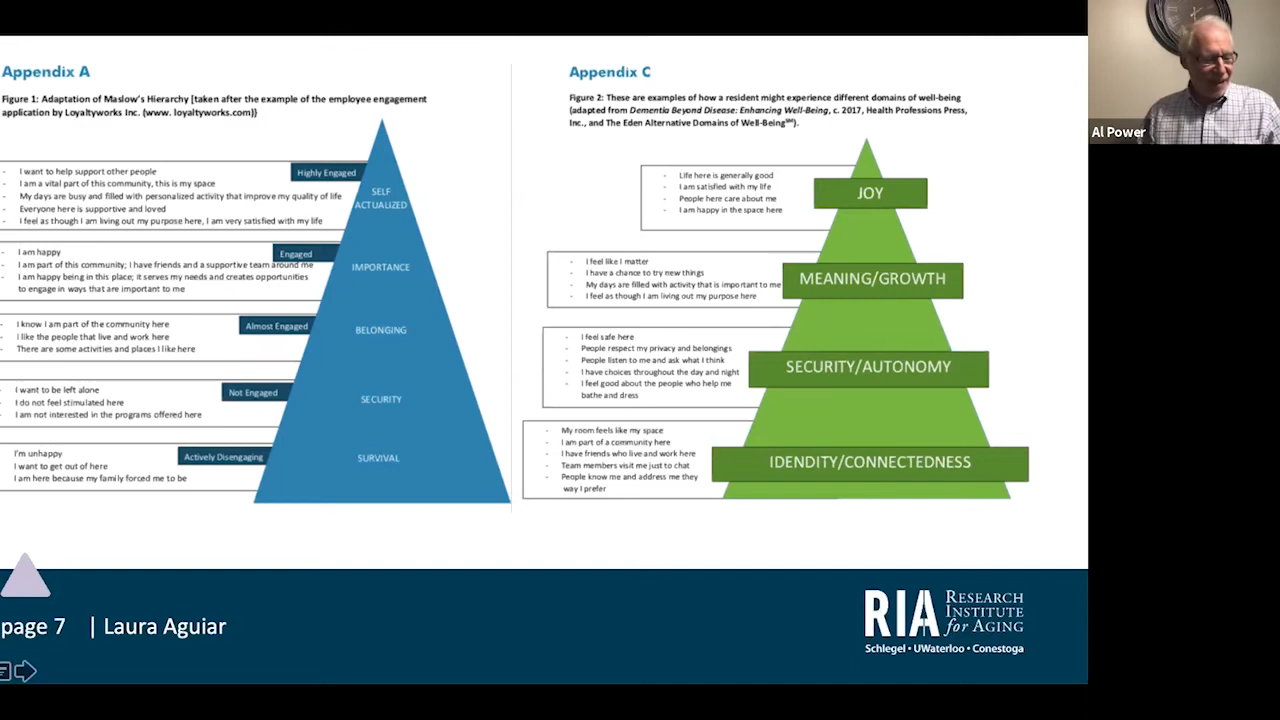 Appendix A
Figure 1: Adaptation of Maslow's Hierarchy [taken after the example of the employee engagement
application by Loyaltyworks Inc. (www. loyaltyworks.com)}
- I want to help support other people
- I am a vital part of this community, this is my space
- My days are busy and filled with personalized activity that improve my quality of life
- Everyone here is supportive and loved
- I feel as though I am living out my purpose here, I am very satisfied with my life
Highly Engaged
SELF
ACTUALIZED
- I am happy
- I am part of this community; I have friends and a supportive team around me
- I am happy being in this place; it serves my needs and creates opportunities
to engage in ways that are important to me
Engaged
IMPORTANCE
- I know I am part of the community here
- I like the people that live and work here
- There are some activities and places I like here
Almost Engaged
BELONGING
- I want to be left alone
- I do not feel stimulated here
- I am not interested in the programs offered here
Not Engaged
SECURITY
I'm unhappy
I want to get out of here
I am here because my family forced me to be
Actively Disengaging
SURVIVAL
Appendix C
Figure 2: These are examples of how a resident might experience different domains of well-being
(adapted from Dementia Beyond Disease: Enhancing Well-Being, c. 2017, Health Professions Press,
Inc., and The Eden Alternative Domains of Well-Being℠).
- Life here is generally good
- I am satisfied with my life
- People here care about me
- I am happy in the space here
JOY
- I feel like I matter
- I have a chance to try new things
- My days are filled with activity that is important to me
- I feel as though I am living out my purpose here
MEANING/GROWTH
- I feel safe here
- People respect my privacy and belongings
- People listen to me and ask what I think
- I have choices throughout the day and night
- I feel good about the people who help me
bathe and dress
SECURITY/AUTONOMY
- My room feels like my space
- I am part of a community here
- I have friends who live and work here
- Team members visit me just to chat
- People know me and address me they
way I prefer
IDENDITY/CONNECTEDNESS
Al Power
page 7 | Laura Aguiar
RIA RESEARCH
INSTITUTE
for AGING
Schlegel • UWaterloo • Conestoga